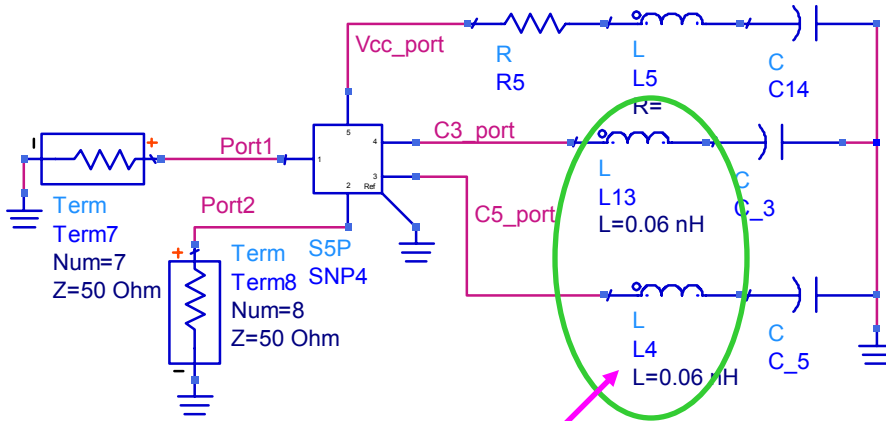 Vcc_port
R
R5
L
L5
R=
C
C14
5
4
3
1
2
Ref
C3_port
L
L13
L=0.06 nH
C
C_3
Port1
Term
Term7
Num=7
Z=50 Ohm
Port2
C5_port
S5P
SNP4
Term
Term8
Num=8
Z=50 Ohm
L
L4
L=0.06 nH
C
C_5